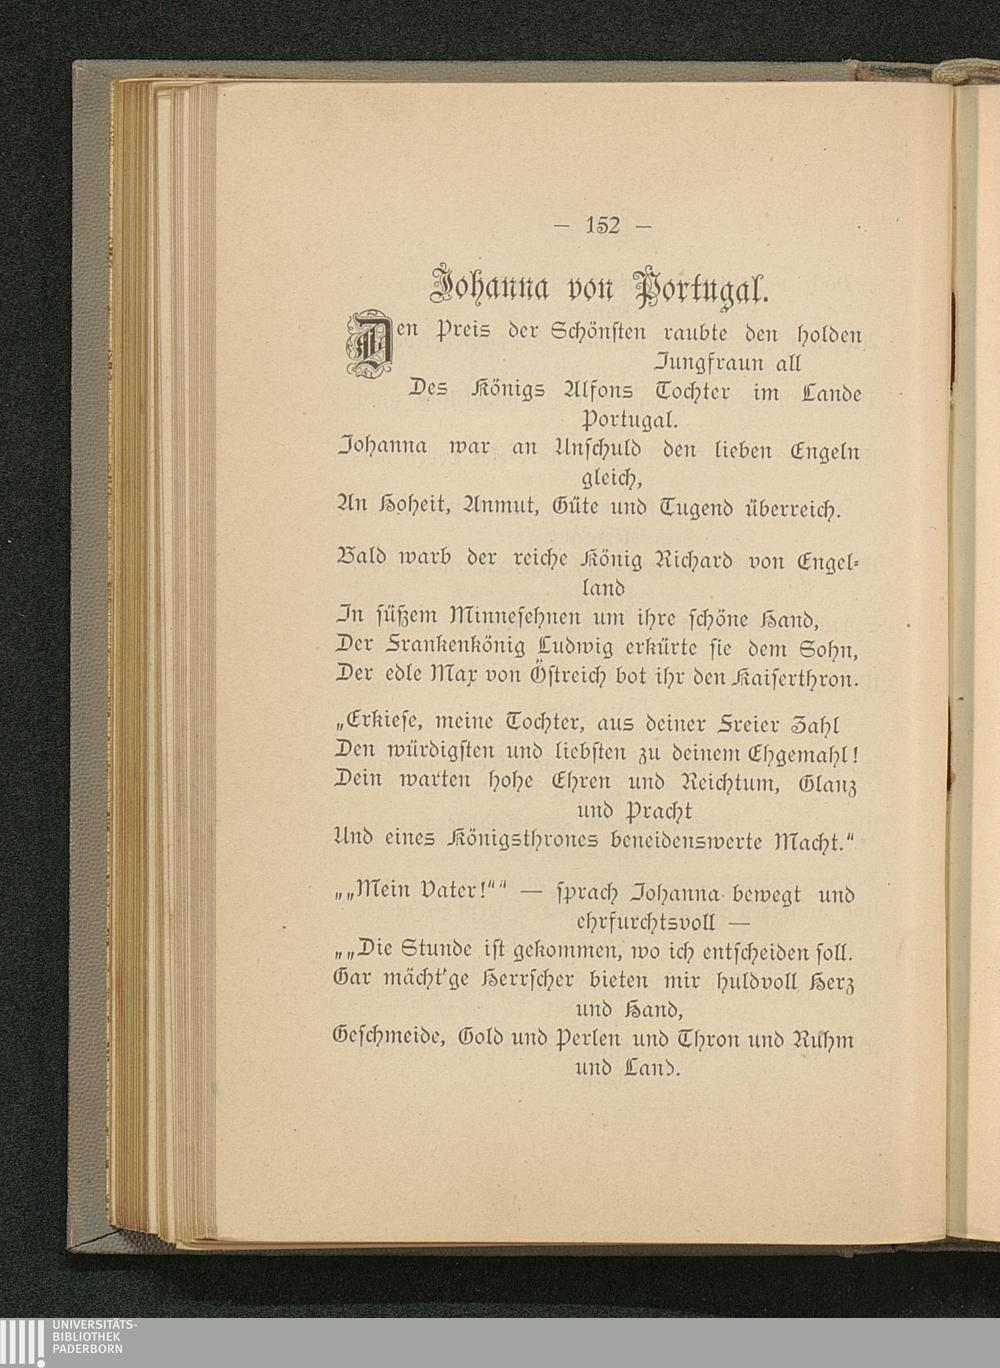 — 152 —
Johanna von Portugal.
Den Preis der Schönſten raubte den holden
Jungfraun all
Des Königs Alfons Tochter im Lande
Portugal.
Johanna war an Unſchuld den lieben Engeln
gleich,
An Hoheit, Anmut, Güte und Tugend überreich.
Bald warb der reiche König Richard von Engel-
land
In ſüßem Minneſehnen um ihre ſchöne Hand,
Der Frankenkönig Ludwig erkürte ſie dem Sohn,
Der edle Max von Öſtreich bot ihr den Kaiſerthron.
„Erkieſe, meine Tochter, aus deiner Freier Zahl
Den würdigſten und liebſten zu deinem Ehgemahl!
Dein warten hohe Ehren und Reichtum, Glanz
und Pracht
Und eines Königsthrones beneidenswerte Macht.“
„„Mein Vater!““ — ſprach Johanna bewegt und
ehrfurchtsvoll —
„„Die Stunde iſt gekommen, wo ich entſcheiden ſoll.
Gar mächt'ge Herrſcher bieten mir huldvoll Herz
und Hand,
Geſchmeide, Gold und Perlen und Thron und Ruhm
und Land.
UNIVERSITÄTS-
BIBLIOTHEK
PADERBORN